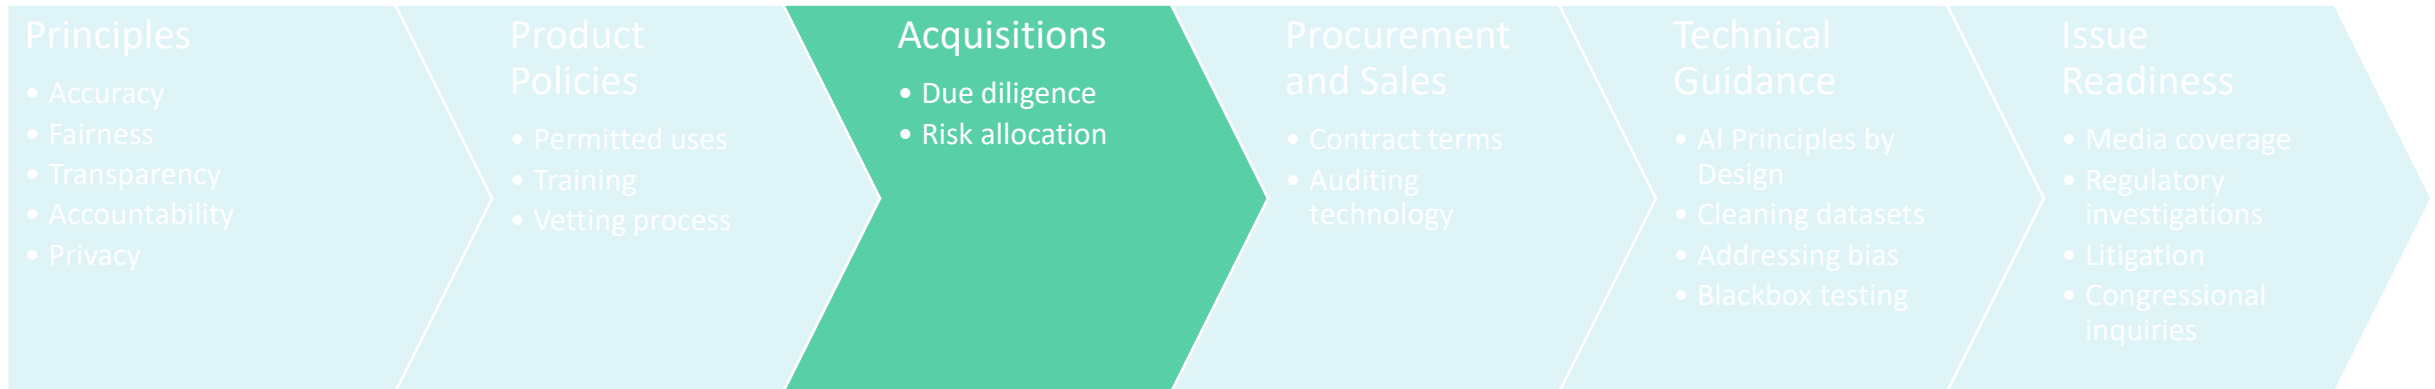 Principles
• Accuracy
• Fairness
• Transparency
• Accountability
• Privacy
Product
Policies
• Permitted uses
• Training
• Vetting process
Acquisitions
• Due diligence
• Risk allocation
Procurement
and Sales
• Contract terms
• Auditing
technology
Technical
Guidance
• AI Principles by
Design
• Cleaning datasets
• Addressing bias
• Blackbox testing
Issue
Readiness
• Media coverage
• Regulatory
investigations
• Litigation
• Congressional
inquiries